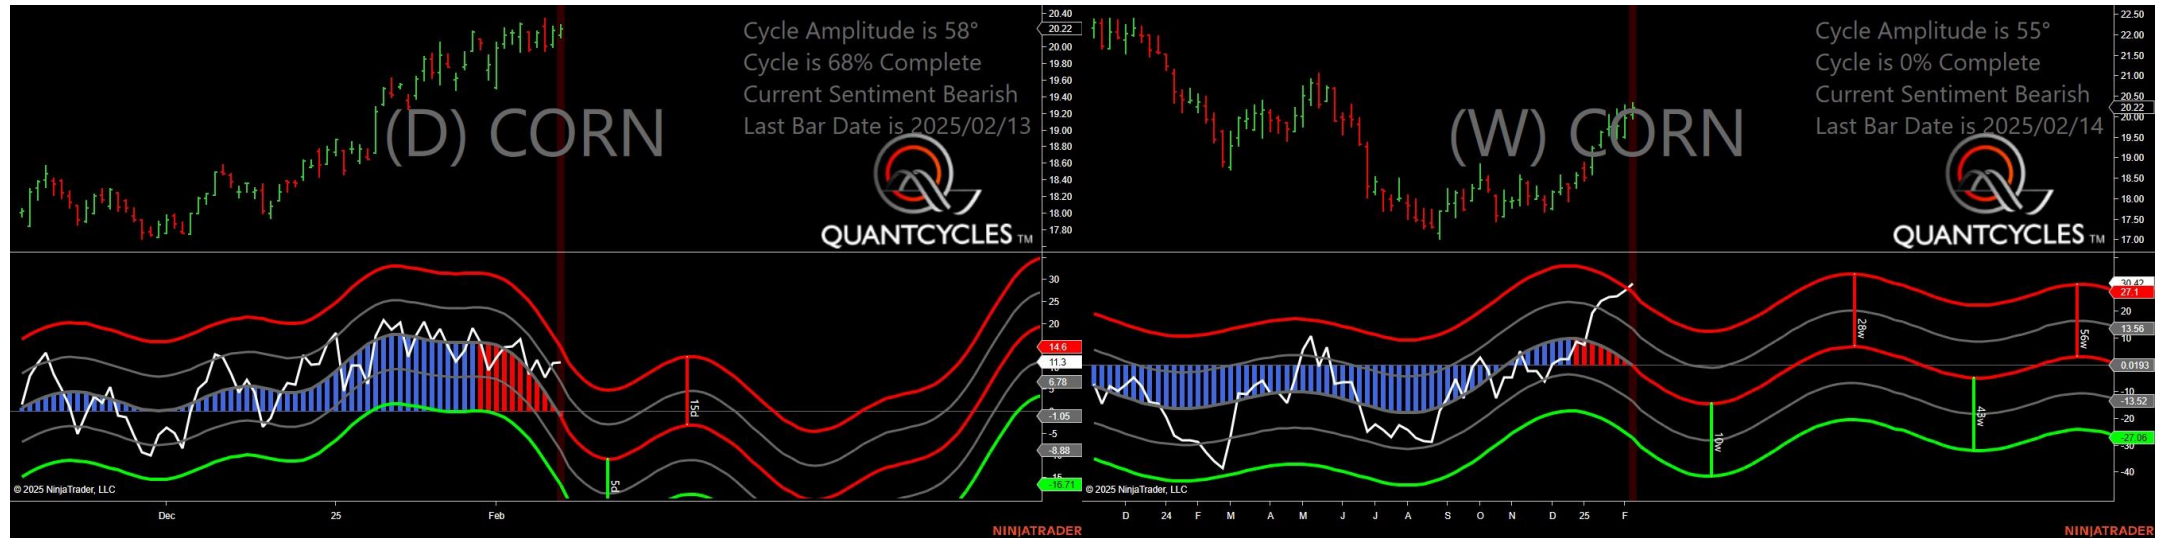 Cycle Amplitude is 58°
Cycle is 68% Complete
Current Sentiment Bearish
Last Bar Date is 2025/02/13
(D) CORN
QUANTCYCLES TM
20.40
20.22
20.00
19.80
19.60
19.40
19.20
19.00
18.80
18.60
18.40
18.20
18.00
17.80
30
25
20
14.6
11.3
6.78
-1.05
-5
-8.88
-16.71
15d
5d
© 2025 NinjaTrader, LLC
Dec
25
Feb
NINJATRADER
Cycle Amplitude is 55°
Cycle is 0% Complete
Current Sentiment Bearish
Last Bar Date is 2025/02/14
(W) CORN
QUANTCYCLES TM
22.50
22.00
21.50
21.00
20.50
20.22
20.00
19.50
19.00
18.50
18.00
17.50
17.00
30.42
27.1
20
13.56
10
0.0193
-10
-13.52
-20
-27.06
-30
-40
28w
56w
10w
43w
© 2025 NinjaTrader, LLC
D 24 F M A M J J A S O N D 25 F
NINJATRADER